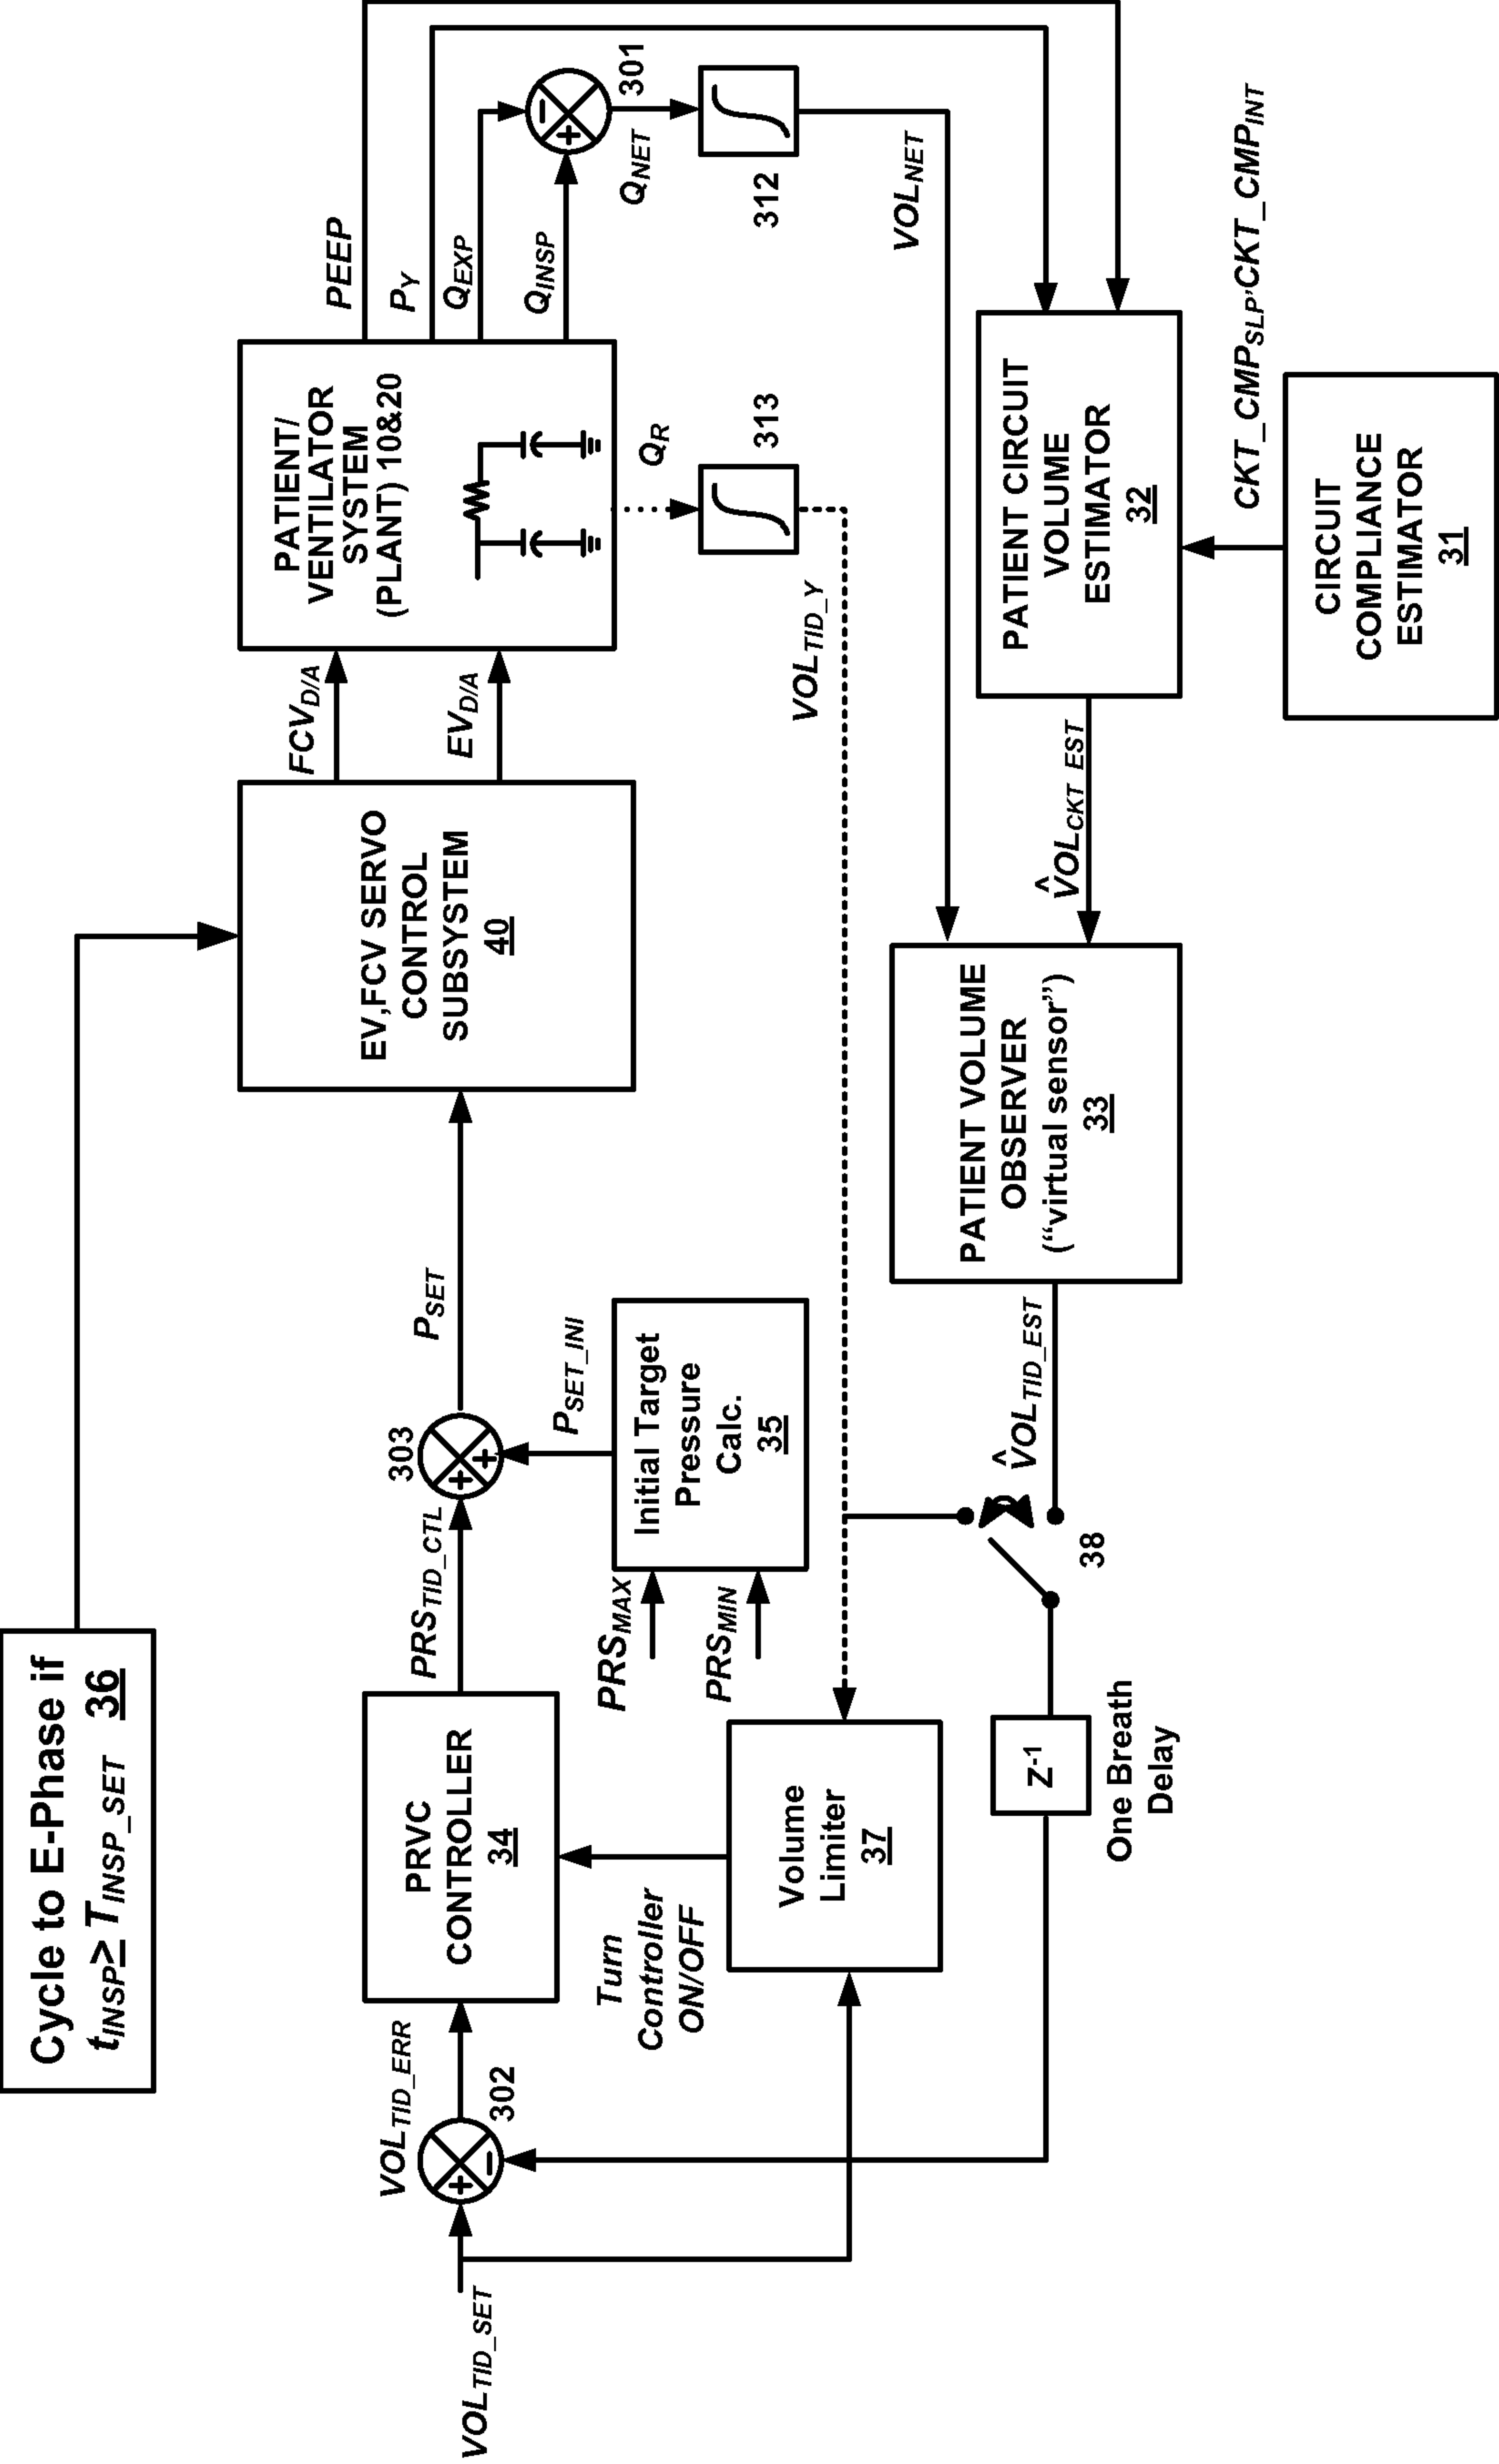 Cycle to E-Phase if
tINSP≥ TINSP_SET 36
VOLTID_SET
+
−
302
VOLTID_ERR
PRVC
CONTROLLER
34
PRSTID_CTL
303
+
+
PSET
PSET_INI
Initial Target
Pressure
Calc.
35
PRSMAX
PRSMIN
Turn
Controller
ON/OFF
Volume
Limiter
37
EV,FCV SERVO
CONTROL
SUBSYSTEM
40
FCVD/A
EVD/A
PATIENT/
VENTILATOR
SYSTEM
(PLANT) 10&20
PEEP
PY
QEXP
QINSP
−
+
301
QNET
312
VOLNET
QR
313
VOLTID_Y
PATIENT CIRCUIT
VOLUME
ESTIMATOR
32
CKT_CMPSLP,CKT_CMPINT
CIRCUIT
COMPLIANCE
ESTIMATOR
31
V̂OLCKT_EST
PATIENT VOLUME
OBSERVER
(“virtual sensor”)
33
V̂OLTID_EST
38
Z-1
One Breath
Delay